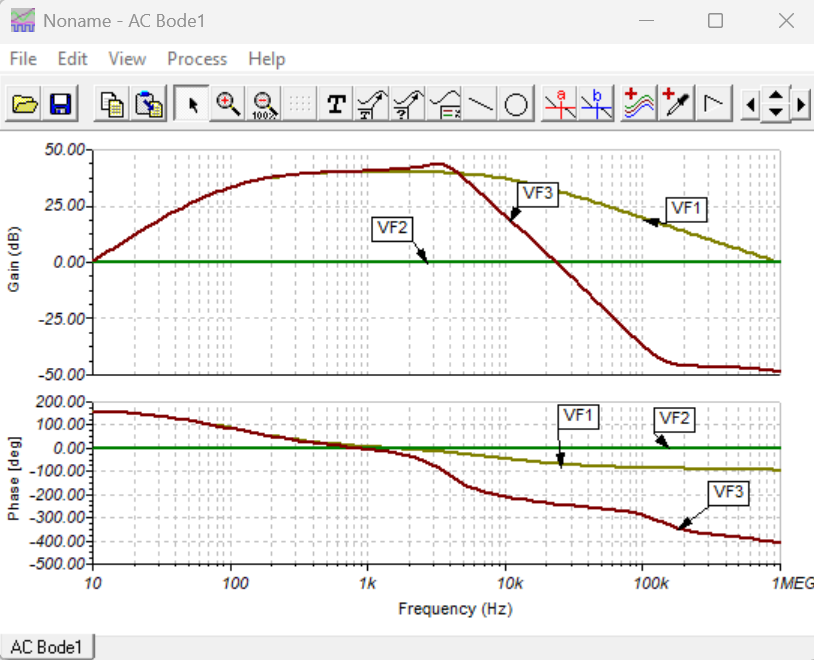 Noname - AC Bode1
File Edit View Process Help
100%
T
T
?
a
b
50.00
25.00
0.00
-25.00
-50.00
Gain (dB)
VF3
VF1
VF2
200.00
100.00
0.00
-100.00
-200.00
-300.00
-400.00
-500.00
Phase [deg]
VF1
VF2
VF3
10 100 1k 10k 100k 1MEG
Frequency (Hz)
AC Bode1